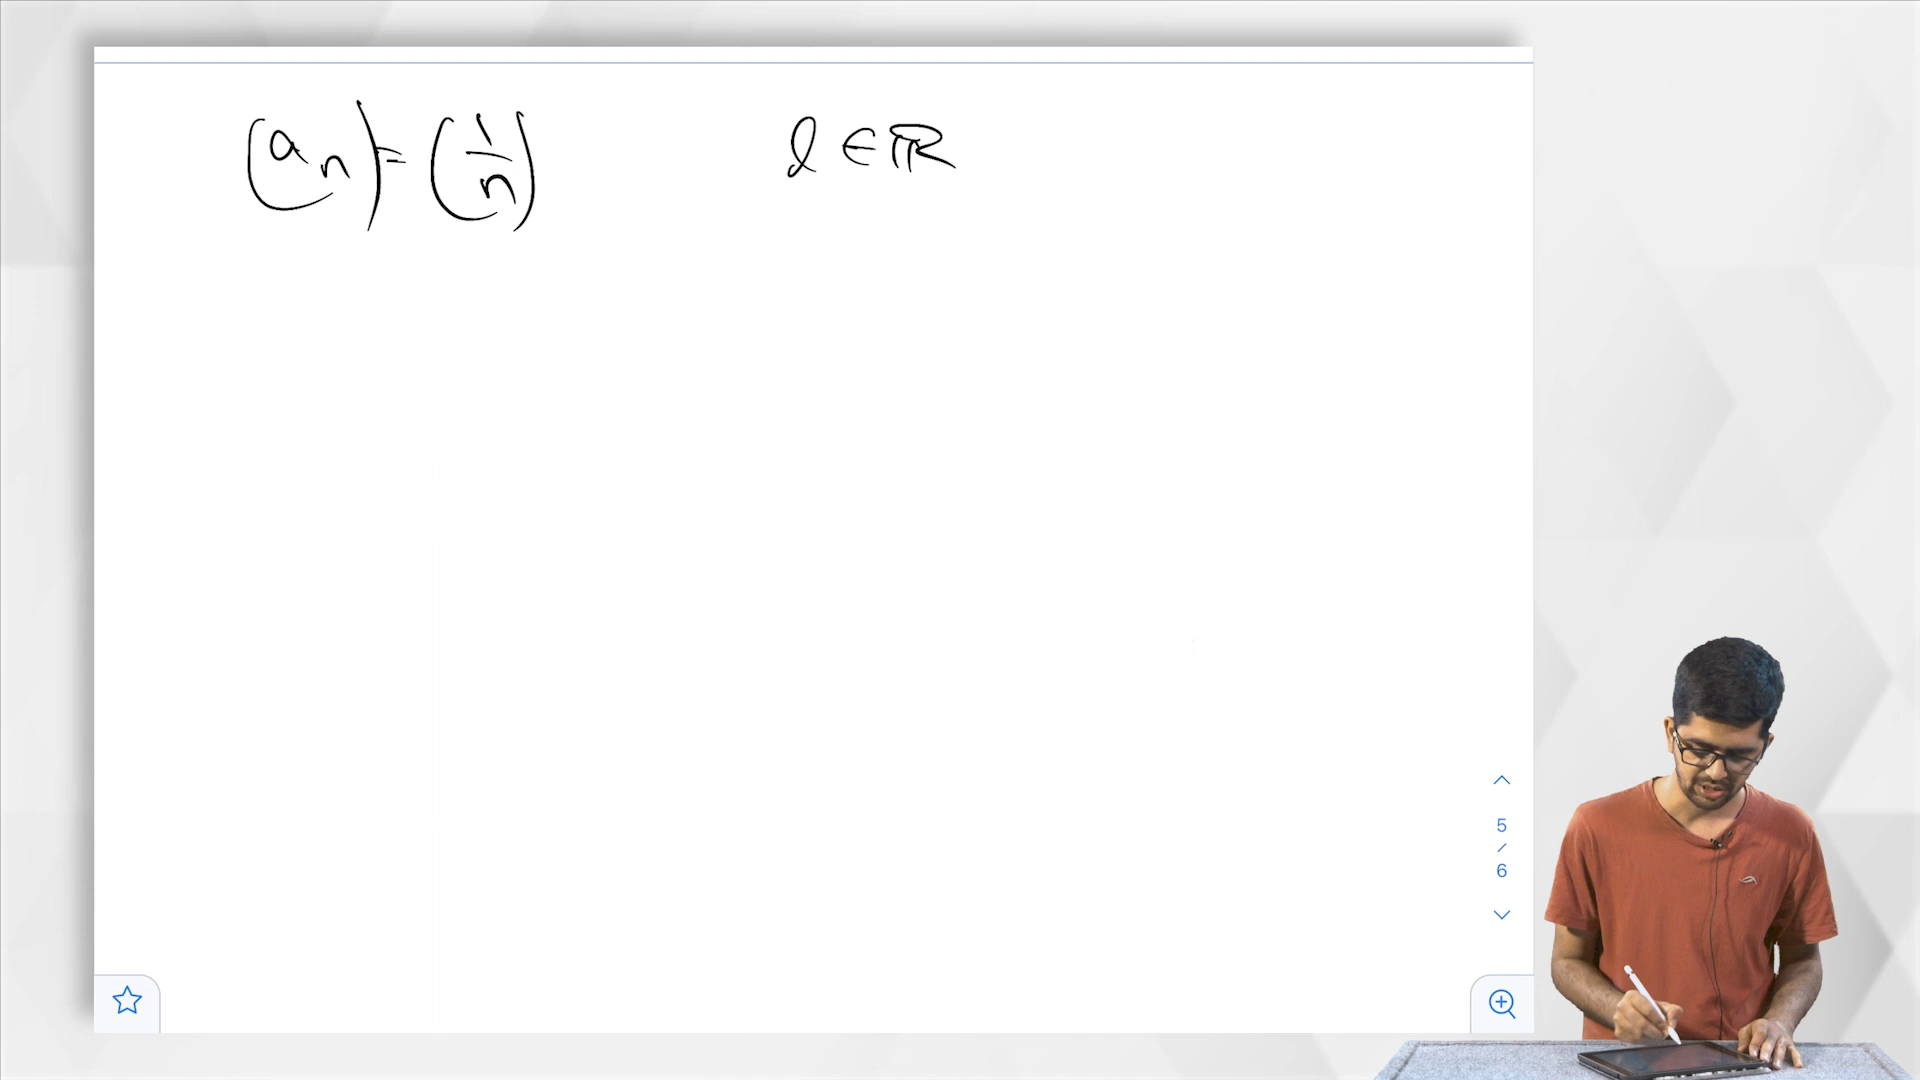 (aₙ) = (1/n) l ∈ ℝ
5
/
6